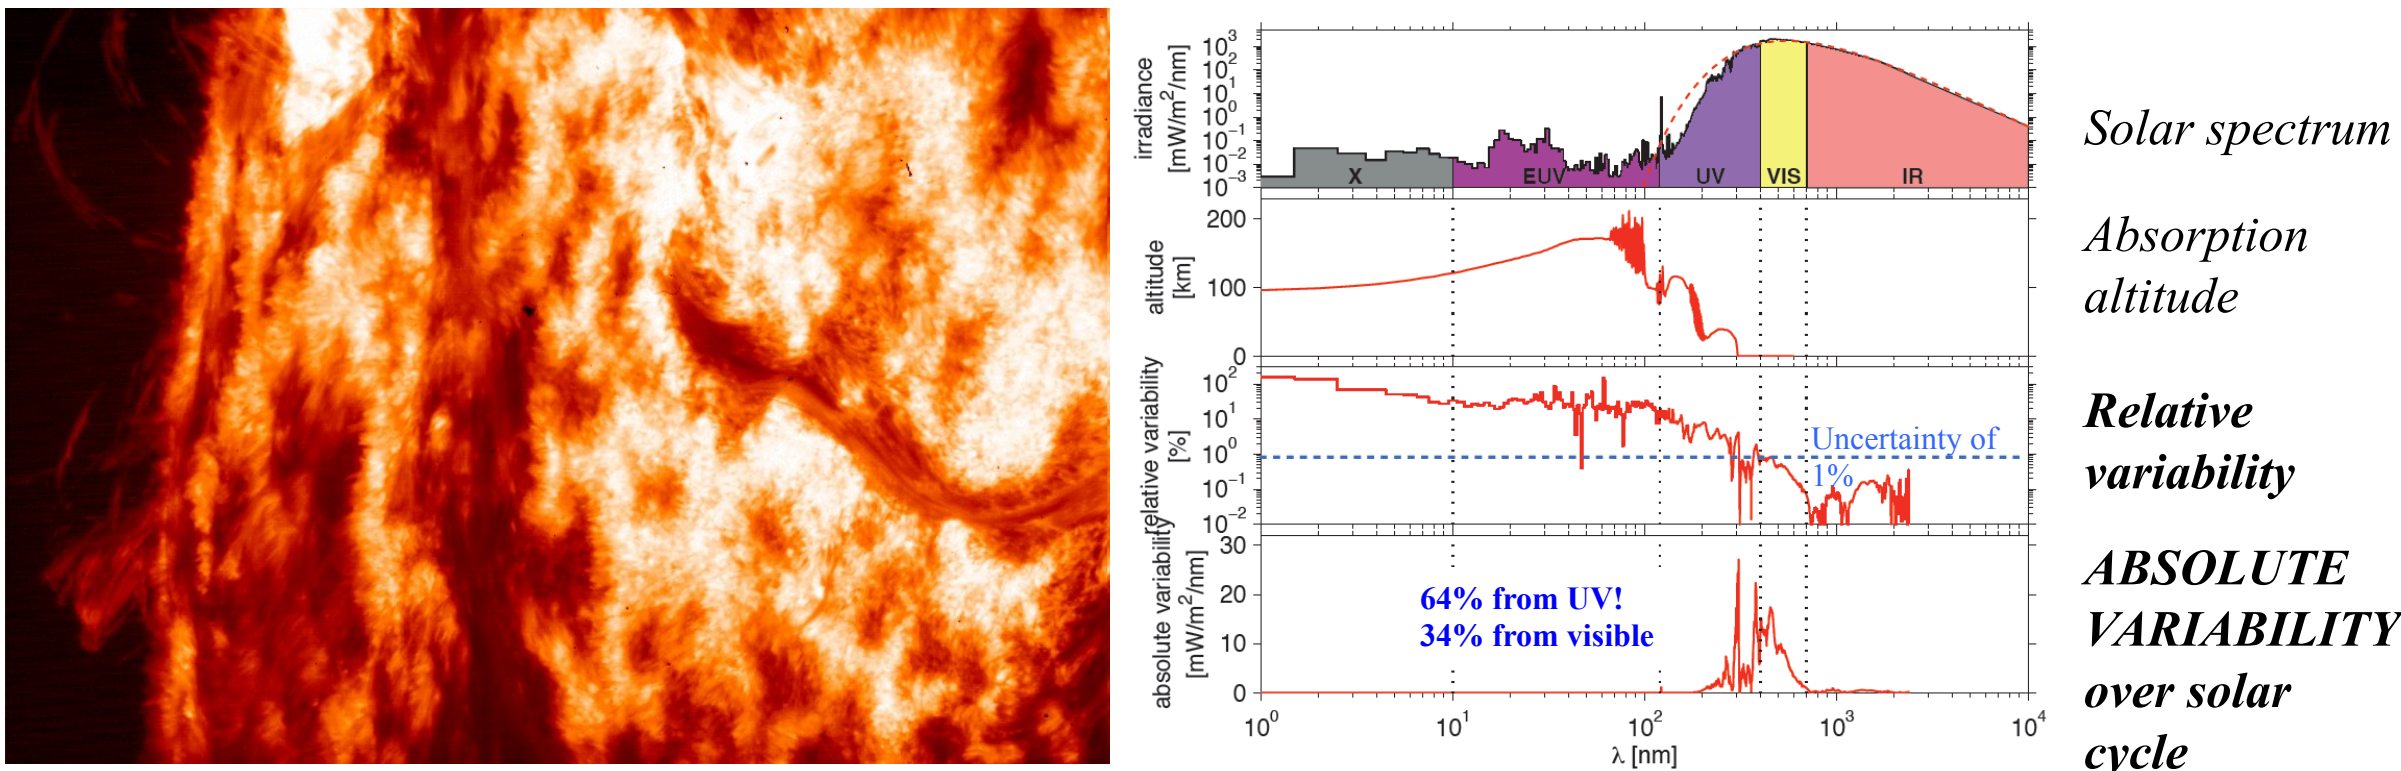 irradiance
[mW/m²/nm]
10³
10²
10¹
10⁰
10⁻¹
10⁻²
10⁻³
X
EUV
UV
VIS
IR
Solar spectrum
altitude
[km]
200
100
0
Absorption
altitude
relative variability
[%]
10²
10¹
10⁰
10⁻¹
10⁻²
Uncertainty of
1%
Relative
variability
absolute variability
[mW/m²/nm]
30
20
10
0
64% from UV!
34% from visible
ABSOLUTE
VARIABILITY
over solar
cycle
10⁰
10¹
10²
10³
10⁴
λ [nm]